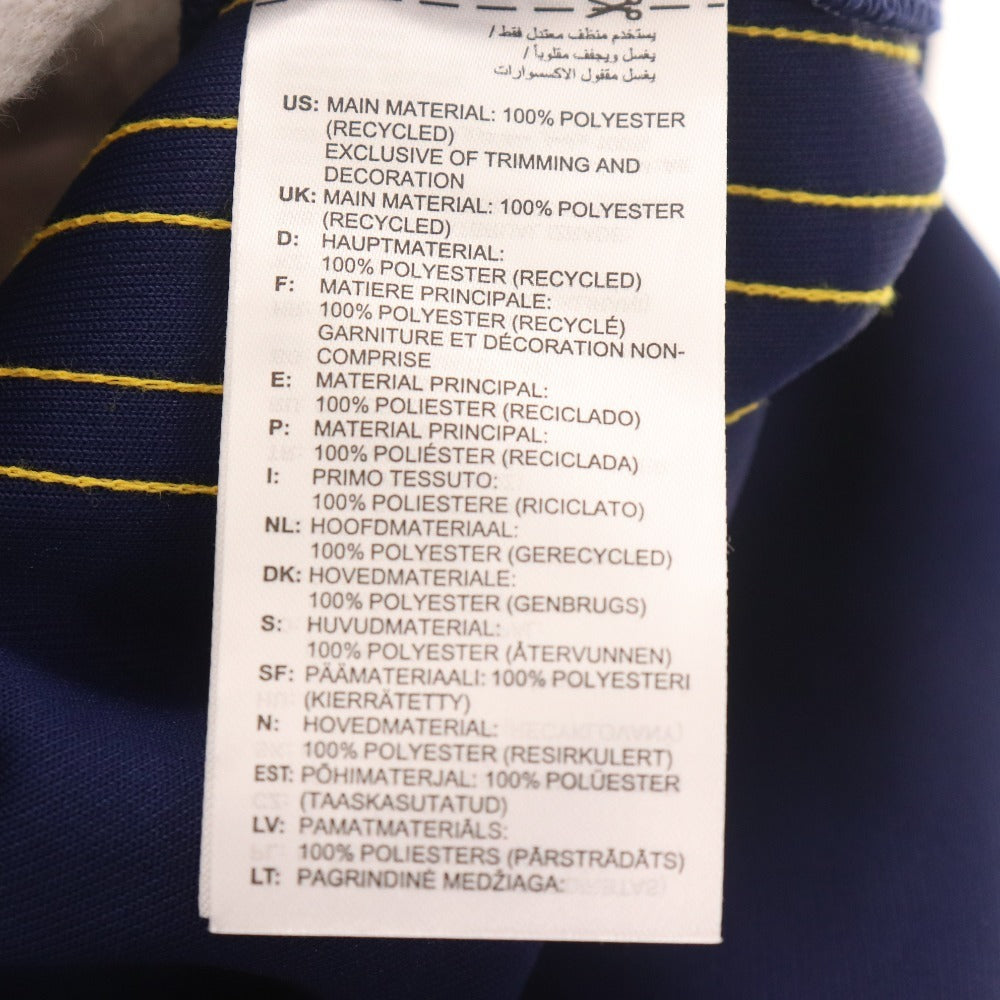 يستخدم منظف معتدل فقط /
يغسل ويجفف مقلوباً /
يغسل مقفول الاكسسوارات
US: MAIN MATERIAL: 100% POLYESTER
(RECYCLED)
EXCLUSIVE OF TRIMMING AND
DECORATION
UK: MAIN MATERIAL: 100% POLYESTER
(RECYCLED)
D: HAUPTMATERIAL:
100% POLYESTER (RECYCLED)
F: MATIERE PRINCIPALE:
100% POLYESTER (RECYCLÉ)
GARNITURE ET DÉCORATION NON-
COMPRISE
E: MATERIAL PRINCIPAL:
100% POLIESTER (RECICLADO)
P: MATERIAL PRINCIPAL:
100% POLIÉSTER (RECICLADA)
I: PRIMO TESSUTO:
100% POLIESTERE (RICICLATO)
NL: HOOFDMATERIAAL:
100% POLYESTER (GERECYCLED)
DK: HOVEDMATERIALE:
100% POLYESTER (GENBRUGS)
S: HUVUDMATERIAL:
100% POLYESTER (ÅTERVUNNEN)
SF: PÄÄMATERIAALI: 100% POLYESTERI
(KIERRÄTETTY)
N: HOVEDMATERIAL:
100% POLYESTER (RESIRKULERT)
EST: PÕHIMATERJAL: 100% POLÜESTER
(TAASKASUTATUD)
LV: PAMATMATERIĀLS:
100% POLIESTERS (PĀRSTRĀDĀTS)
LT: PAGRINDINĖ MEDŽIAGA: